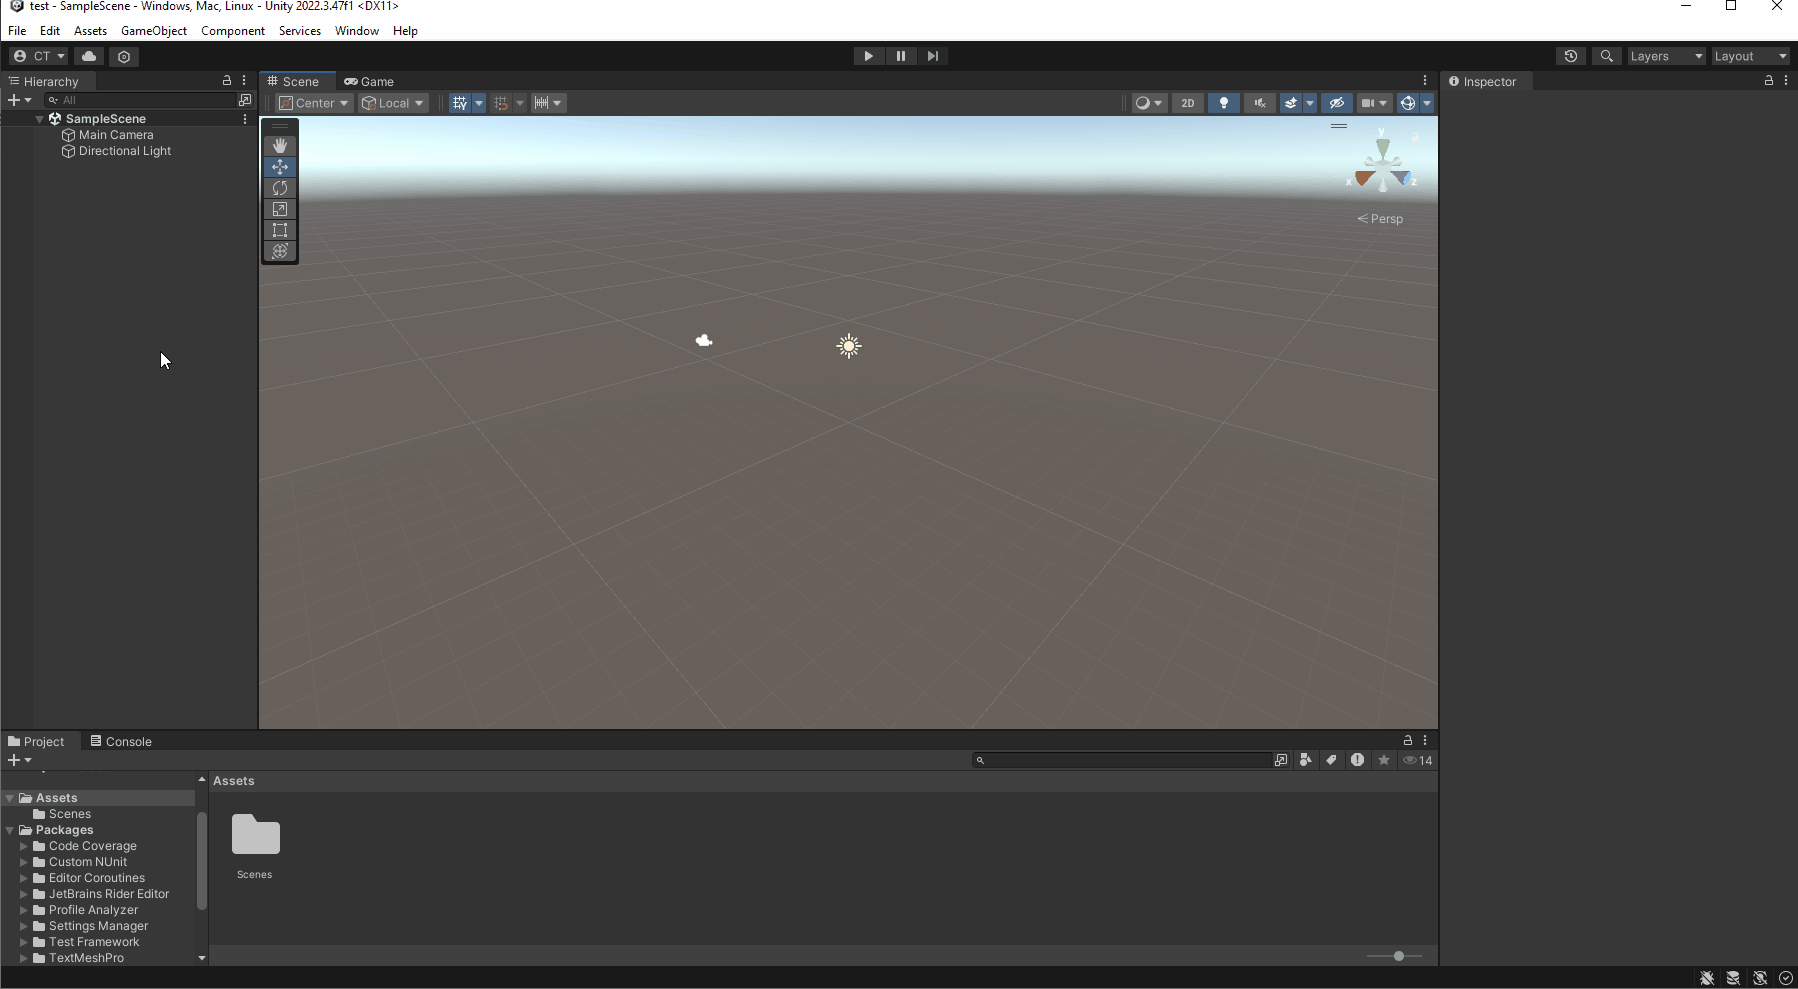 test - SampleScene - Windows, Mac, Linux - Unity 2022.3.47f1 <DX11>
File Edit Assets GameObject Component Services Window Help
CT Layers Layout
Hierarchy Scene Game Inspector
All Center Local 2D
SampleScene
Main Camera
Directional Light
y
x z
Persp
Project Console
14
Assets
Assets
Scenes
Packages
Code Coverage
Custom NUnit
Editor Coroutines
JetBrains Rider Editor
Profile Analyzer
Settings Manager
Test Framework
TextMeshPro
Scenes